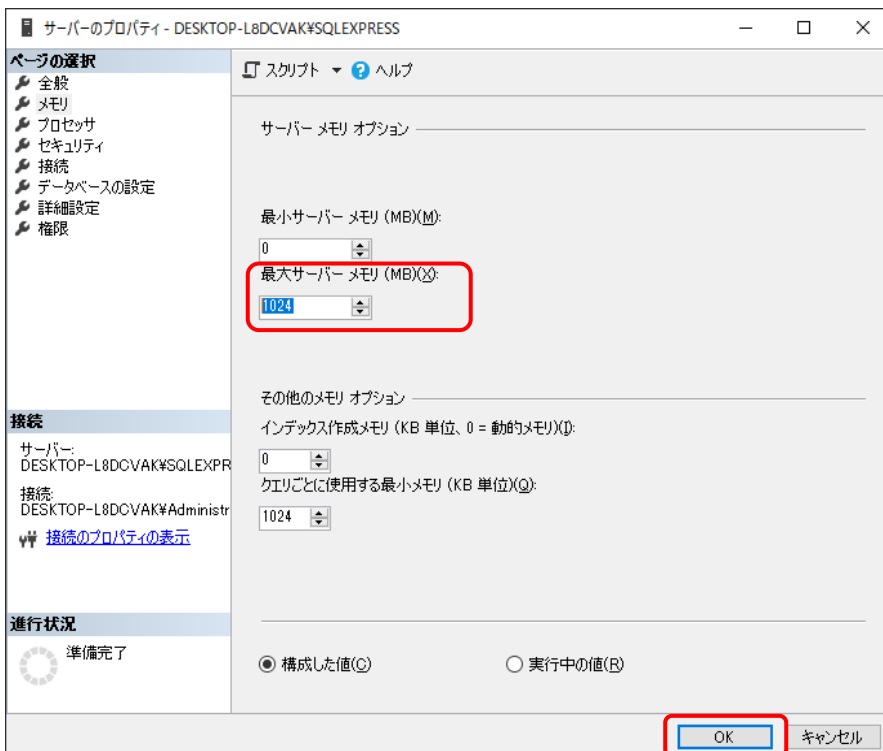 サーバーのプロパティ - DESKTOP-L8DCVAK¥SQLEXPRESS
ページの選択
全般
メモリ
プロセッサ
セキュリティ
接続
データベースの設定
詳細設定
権限
スクリプト ヘルプ
サーバー メモリ オプション
最小サーバー メモリ (MB)(M):
0
最大サーバー メモリ (MB)(X):
1024
その他のメモリ オプション
インデックス作成メモリ (KB 単位、0 = 動的メモリ)(I):
0
クエリごとに使用する最小メモリ (KB 単位)(Q):
1024
接続
サーバー:
DESKTOP-L8DCVAK¥SQLEXPR
接続:
DESKTOP-L8DCVAK¥Administr
接続のプロパティの表示
進行状況
準備完了
構成した値(C) 実行中の値(R)
OK キャンセル